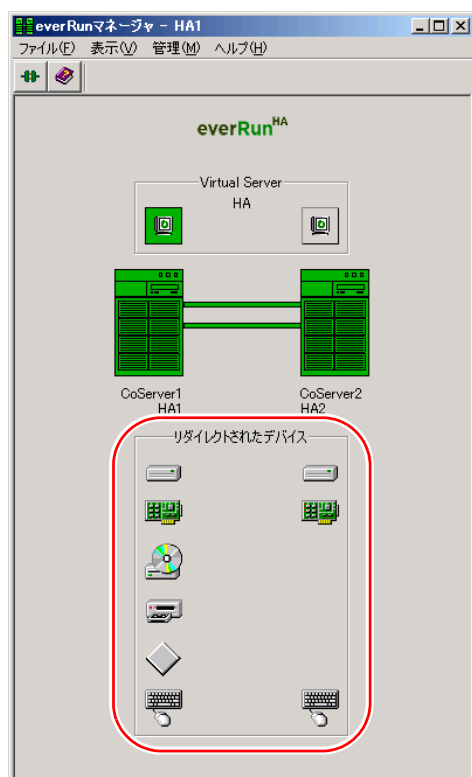 everRunマネージャ - HA1
ファイル(F) 表示(V) 管理(M) ヘルプ(H)
everRun HA
Virtual Server
HA
CoServer1 CoServer2
HA1 HA2
リダイレクトされたデバイス